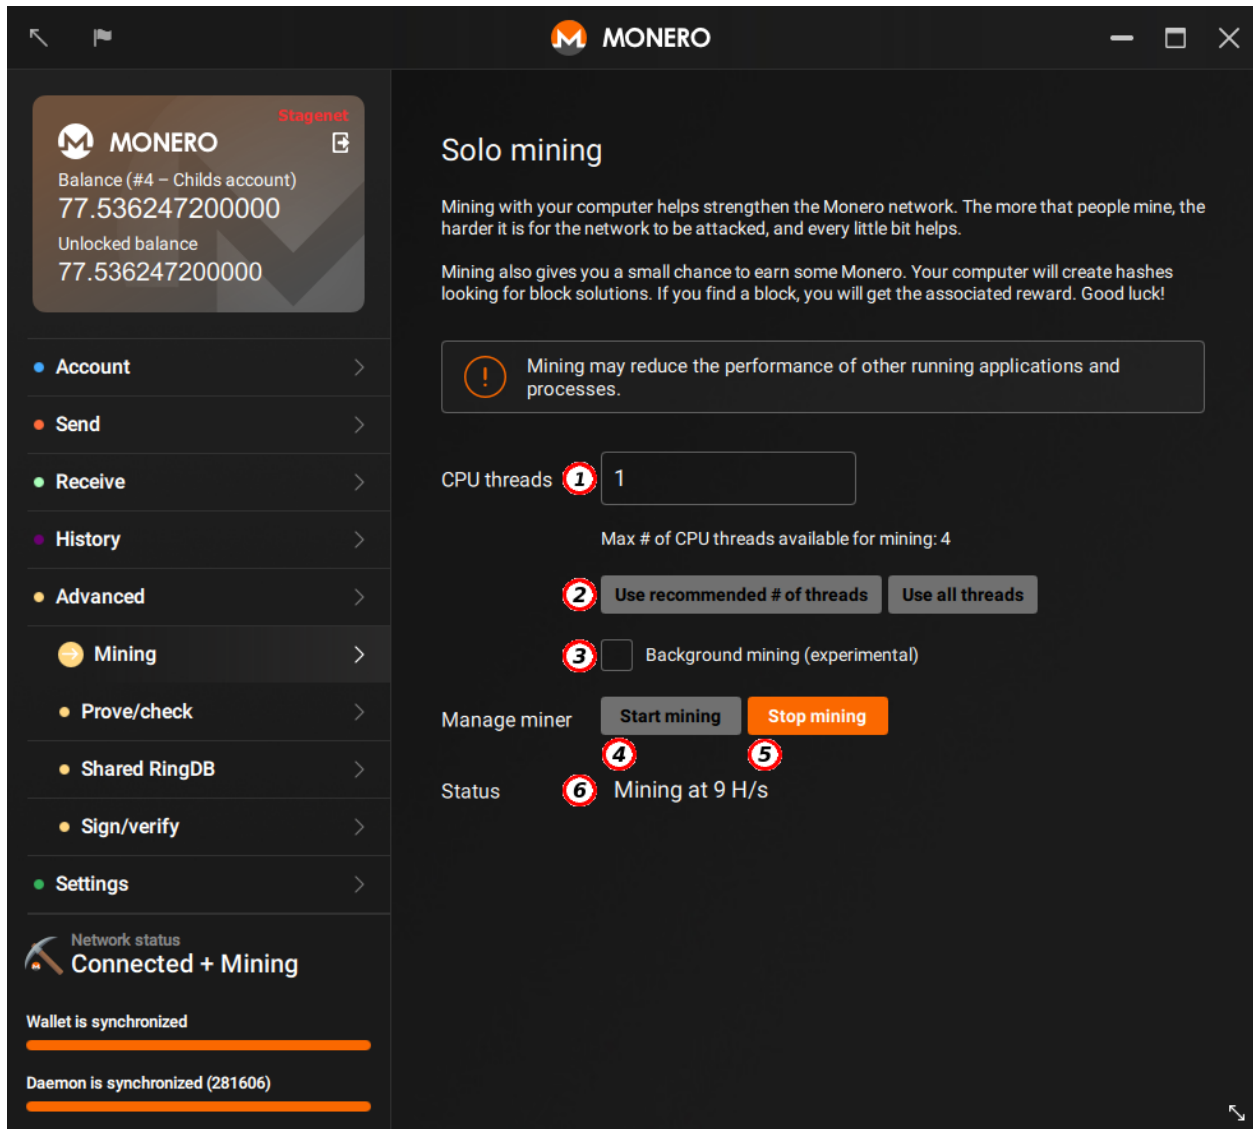 MONERO
Stagenet
MONERO
Balance (#4 – Childs account)
77.536247200000
Unlocked balance
77.536247200000
Account
Send
Receive
History
Advanced
Mining
Prove/check
Shared RingDB
Sign/verify
Settings
Network status
Connected + Mining
Wallet is synchronized
Daemon is synchronized (281606)
Solo mining
Mining with your computer helps strengthen the Monero network. The more that people mine, the
harder it is for the network to be attacked, and every little bit helps.
Mining also gives you a small chance to earn some Monero. Your computer will create hashes
looking for block solutions. If you find a block, you will get the associated reward. Good luck!
! Mining may reduce the performance of other running applications and
processes.
CPU threads 1 1
Max # of CPU threads available for mining: 4
2 Use recommended # of threads Use all threads
3 Background mining (experimental)
Manage miner Start mining Stop mining
4 5
Status 6 Mining at 9 H/s